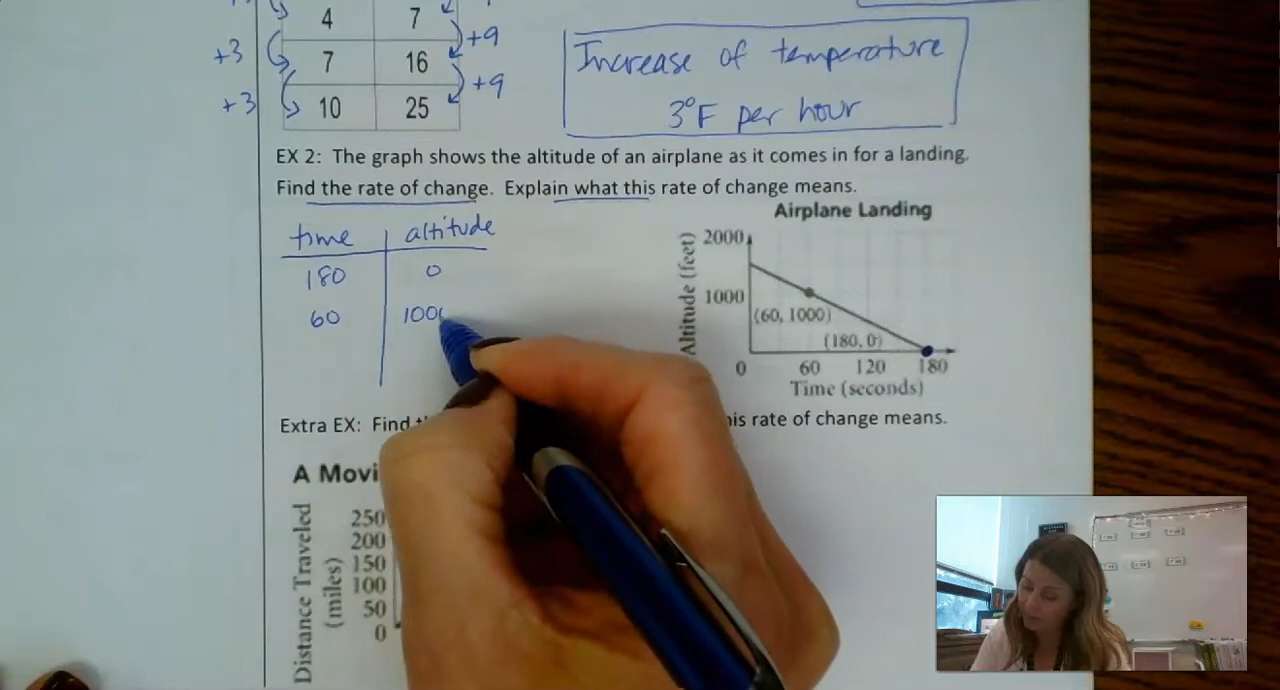 4 7
+9
+3 7 16
+9
+3 10 25
Increase of temperature
3°F per hour
EX 2: The graph shows the altitude of an airplane as it comes in for a landing.
Find the rate of change. Explain what this rate of change means.
time altitude
180 0
60 100
Airplane Landing
Altitude (feet)
2000
1000
0
(60, 1000)
(180, 0)
60 120 180
Time (seconds)
Extra EX: Find this rate of change means.
A Movi
Distance Traveled
(miles)
250
200
150
100
50
0